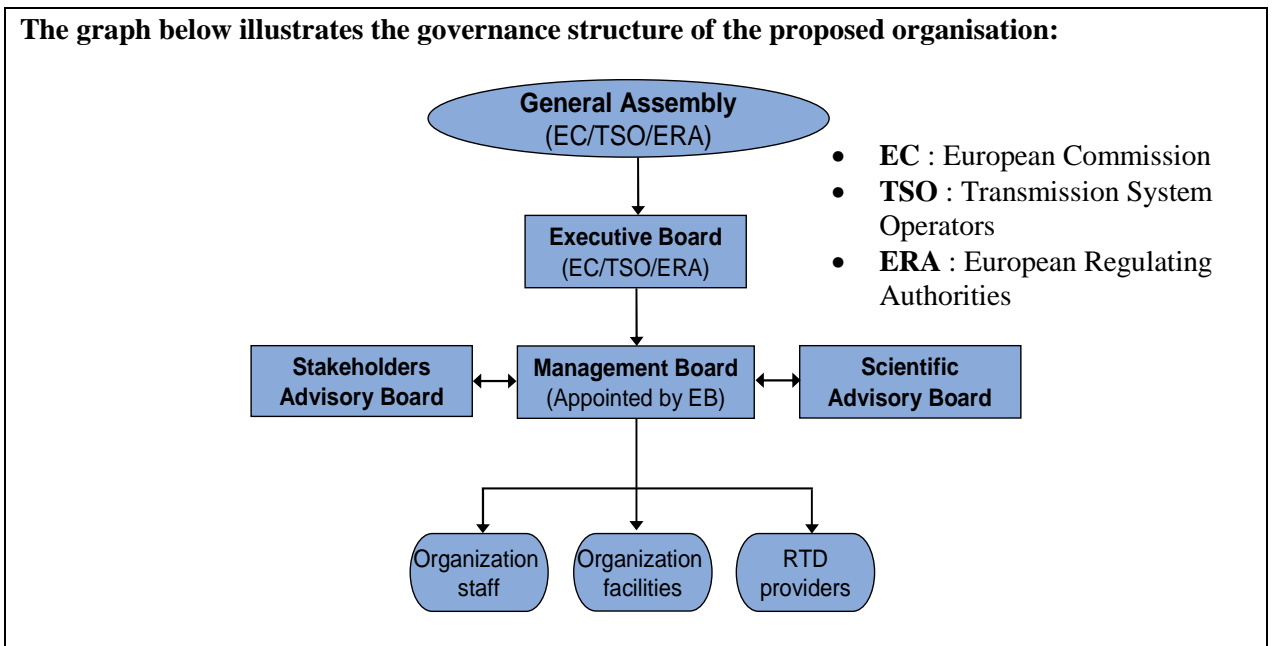 The graph below illustrates the governance structure of the proposed organisation:
General Assembly
(EC/TSO/ERA)
• EC : European Commission
• TSO : Transmission System
Operators
• ERA : European Regulating
Authorities
Executive Board
(EC/TSO/ERA)
Stakeholders
Advisory Board
Management Board
(Appointed by EB)
Scientific
Advisory Board
Organization
staff
Organization
facilities
RTD
providers